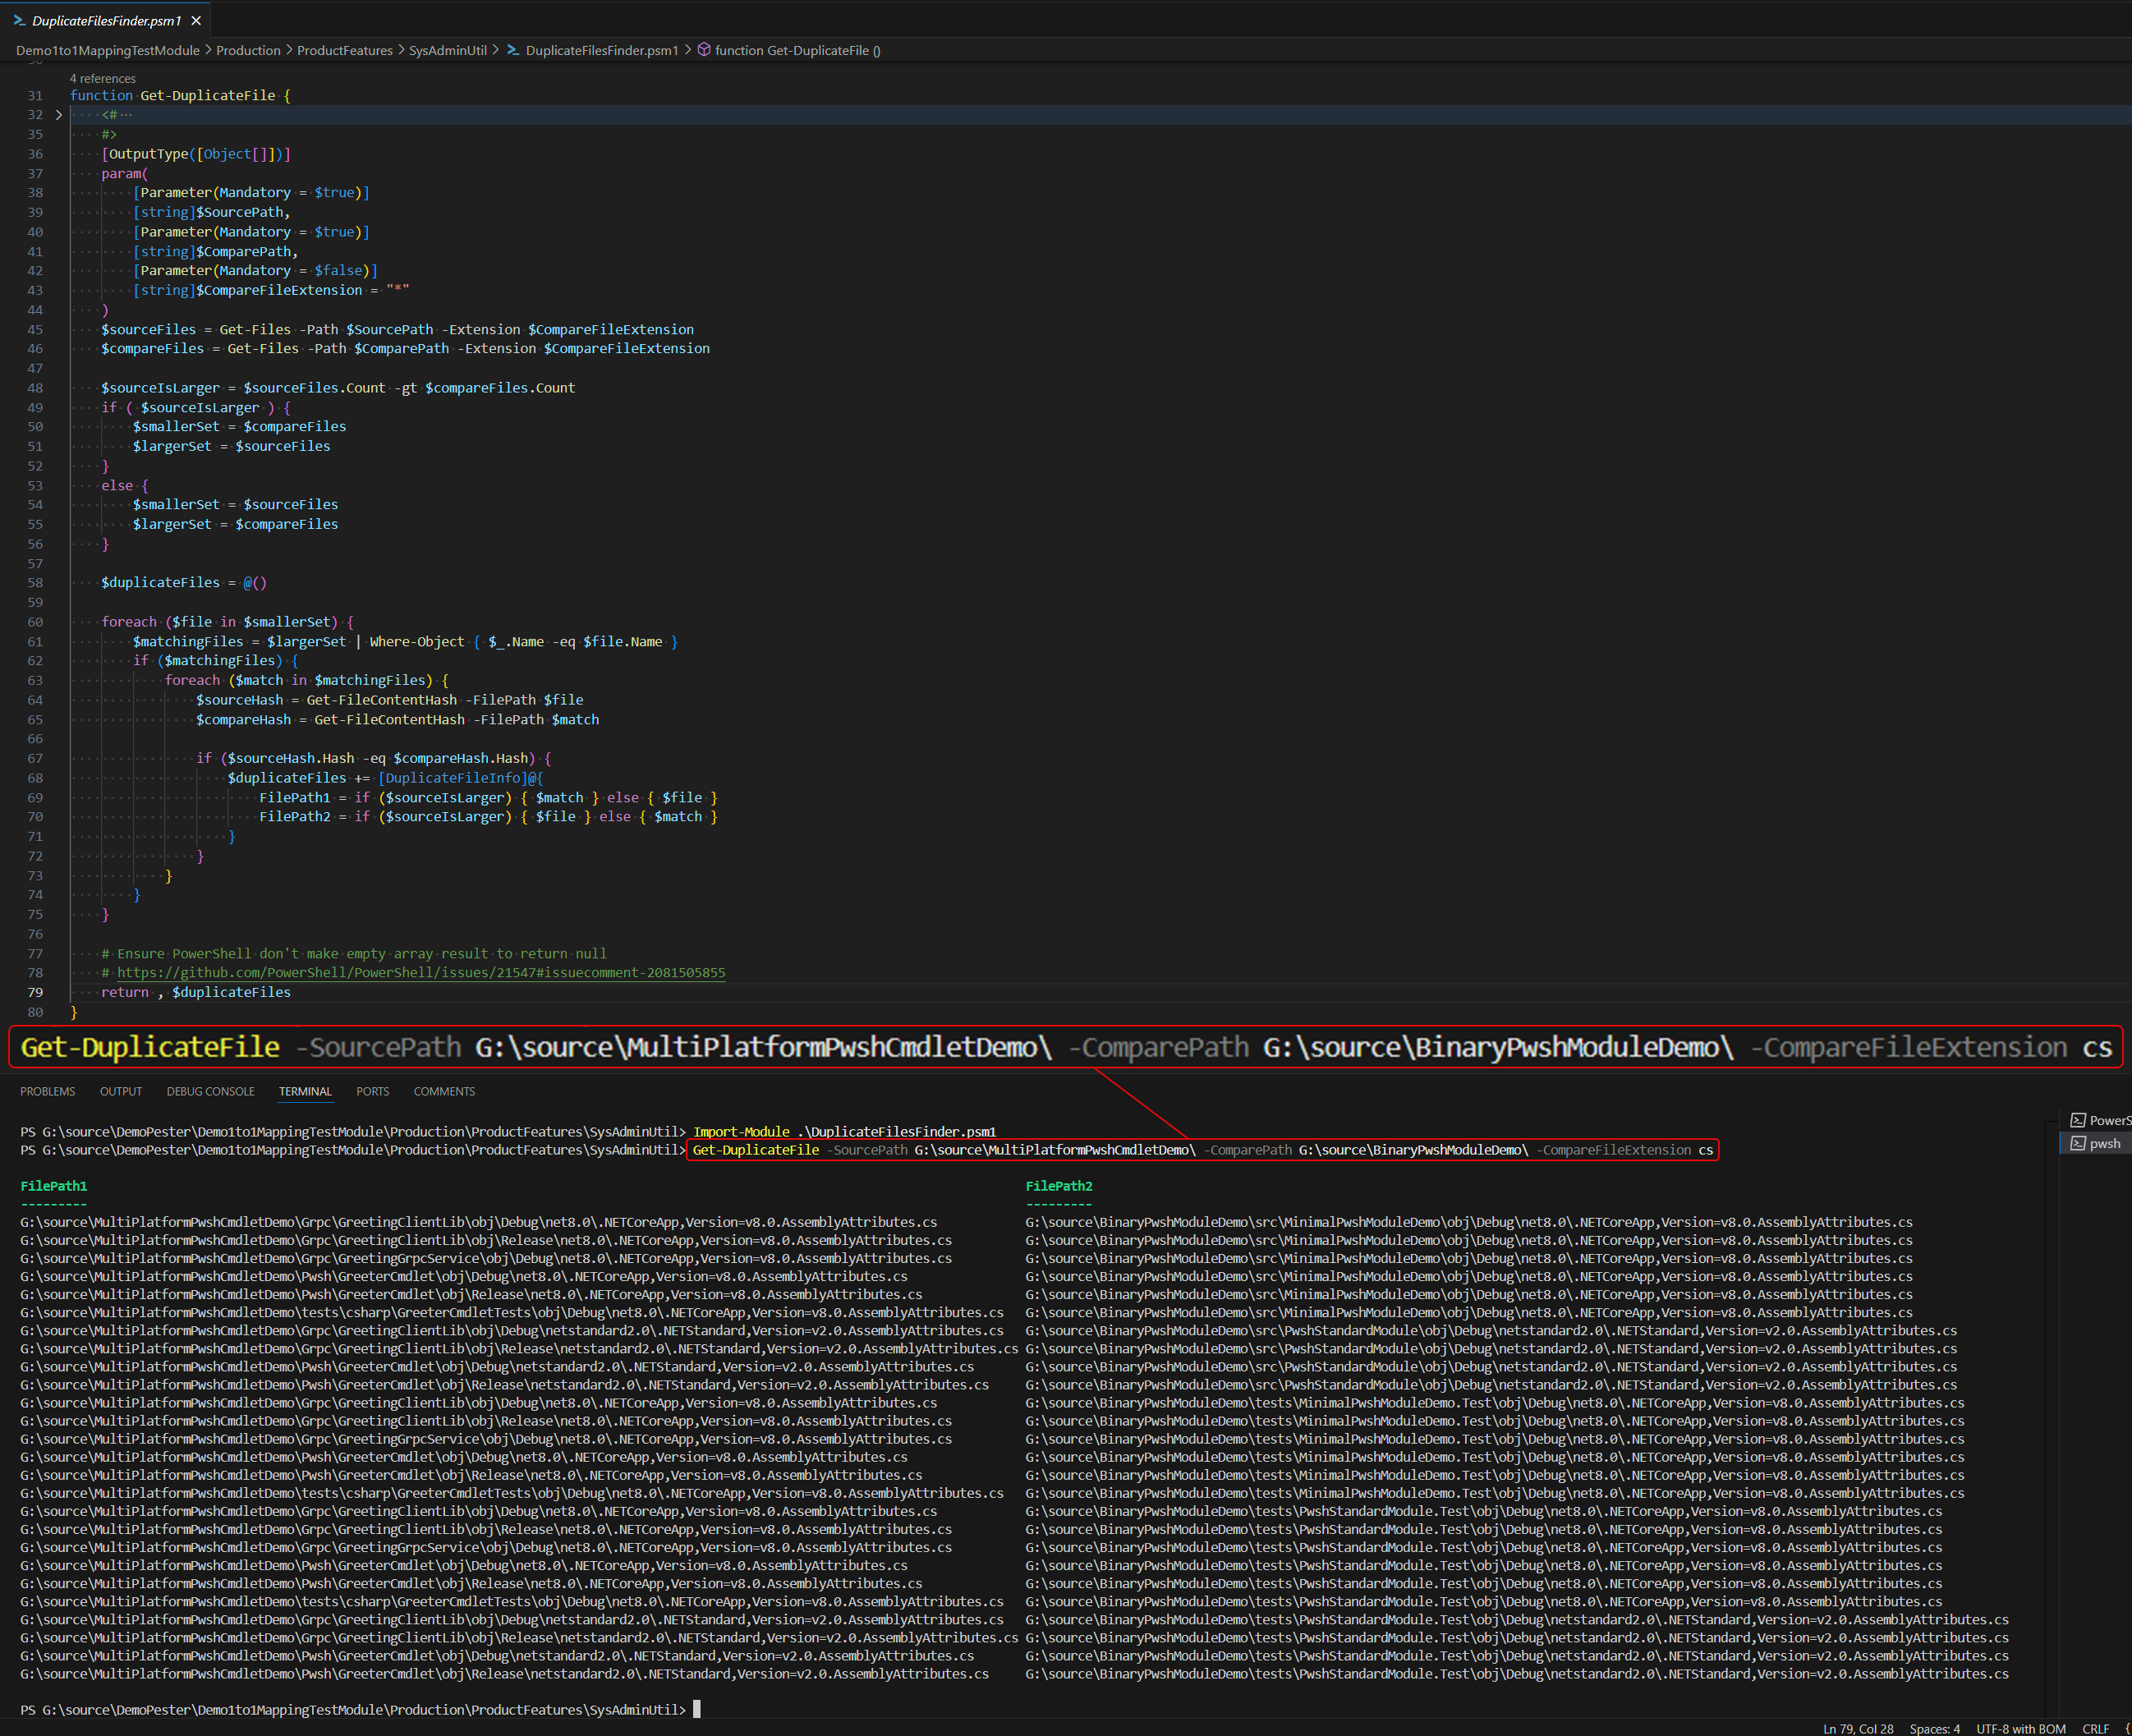 DuplicateFilesFinder.psm1
Demo1to1MappingTestModule > Production > ProductFeatures > SysAdminUtil > DuplicateFilesFinder.psm1 > function Get-DuplicateFile ()
4 references
31 function Get-DuplicateFile {
32 <# ...
35 #>
36 [OutputType([Object[]])]
37 param(
38 [Parameter(Mandatory = $true)]
39 [string]$SourcePath,
40 [Parameter(Mandatory = $true)]
41 [string]$ComparePath,
42 [Parameter(Mandatory = $false)]
43 [string]$CompareFileExtension = "*"
44 )
45 $sourceFiles = Get-Files -Path $SourcePath -Extension $CompareFileExtension
46 $compareFiles = Get-Files -Path $ComparePath -Extension $CompareFileExtension
47
48 $sourceIsLarger = $sourceFiles.Count -gt $compareFiles.Count
49 if ( $sourceIsLarger ) {
50 $smallerSet = $compareFiles
51 $largerSet = $sourceFiles
52 }
53 else {
54 $smallerSet = $sourceFiles
55 $largerSet = $compareFiles
56 }
57
58 $duplicateFiles = @()
59
60 foreach ($file in $smallerSet) {
61 $matchingFiles = $largerSet | Where-Object { $_.Name -eq $file.Name }
62 if ($matchingFiles) {
63 foreach ($match in $matchingFiles) {
64 $sourceHash = Get-FileContentHash -FilePath $file
65 $compareHash = Get-FileContentHash -FilePath $match
66
67 if ($sourceHash.Hash -eq $compareHash.Hash) {
68 $duplicateFiles += [DuplicateFileInfo]@{
69 FilePath1 = if ($sourceIsLarger) { $match } else { $file }
70 FilePath2 = if ($sourceIsLarger) { $file } else { $match }
71 }
72 }
73 }
74 }
75 }
76
77 # Ensure PowerShell don't make empty array result to return null
78 # https://github.com/PowerShell/PowerShell/issues/21547#issuecomment-2081505855
79 return , $duplicateFiles
80 }
Get-DuplicateFile -SourcePath G:\source\MultiPlatformPwshCmdletDemo\ -ComparePath G:\source\BinaryPwshModuleDemo\ -CompareFileExtension cs
PROBLEMS OUTPUT DEBUG CONSOLE TERMINAL PORTS COMMENTS
PowerS
pwsh
PS G:\source\DemoPester\Demo1to1MappingTestModule\Production\ProductFeatures\SysAdminUtil> Import-Module .\DuplicateFilesFinder.psm1
PS G:\source\DemoPester\Demo1to1MappingTestModule\Production\ProductFeatures\SysAdminUtil> Get-DuplicateFile -SourcePath G:\source\MultiPlatformPwshCmdletDemo\ -ComparePath G:\source\BinaryPwshModuleDemo\ -CompareFileExtension cs
FilePath1 FilePath2
--------- ---------
G:\source\MultiPlatformPwshCmdletDemo\Grpc\GreetingClientLib\obj\Debug\net8.0\.NETCoreApp,Version=v8.0.AssemblyAttributes.cs G:\source\BinaryPwshModuleDemo\src\MinimalPwshModuleDemo\obj\Debug\net8.0\.NETCoreApp,Version=v8.0.AssemblyAttributes.cs
G:\source\MultiPlatformPwshCmdletDemo\Grpc\GreetingClientLib\obj\Release\net8.0\.NETCoreApp,Version=v8.0.AssemblyAttributes.cs G:\source\BinaryPwshModuleDemo\src\MinimalPwshModuleDemo\obj\Debug\net8.0\.NETCoreApp,Version=v8.0.AssemblyAttributes.cs
G:\source\MultiPlatformPwshCmdletDemo\Grpc\GreetingGrpcService\obj\Debug\net8.0\.NETCoreApp,Version=v8.0.AssemblyAttributes.cs G:\source\BinaryPwshModuleDemo\src\MinimalPwshModuleDemo\obj\Debug\net8.0\.NETCoreApp,Version=v8.0.AssemblyAttributes.cs
G:\source\MultiPlatformPwshCmdletDemo\Pwsh\GreeterCmdlet\obj\Debug\net8.0\.NETCoreApp,Version=v8.0.AssemblyAttributes.cs G:\source\BinaryPwshModuleDemo\src\MinimalPwshModuleDemo\obj\Debug\net8.0\.NETCoreApp,Version=v8.0.AssemblyAttributes.cs
G:\source\MultiPlatformPwshCmdletDemo\Pwsh\GreeterCmdlet\obj\Release\net8.0\.NETCoreApp,Version=v8.0.AssemblyAttributes.cs G:\source\BinaryPwshModuleDemo\src\MinimalPwshModuleDemo\obj\Debug\net8.0\.NETCoreApp,Version=v8.0.AssemblyAttributes.cs
G:\source\MultiPlatformPwshCmdletDemo\tests\csharp\GreeterCmdletTests\obj\Debug\net8.0\.NETCoreApp,Version=v8.0.AssemblyAttributes.cs G:\source\BinaryPwshModuleDemo\src\MinimalPwshModuleDemo\obj\Debug\net8.0\.NETCoreApp,Version=v8.0.AssemblyAttributes.cs
G:\source\MultiPlatformPwshCmdletDemo\Grpc\GreetingClientLib\obj\Debug\netstandard2.0\.NETStandard,Version=v2.0.AssemblyAttributes.cs G:\source\BinaryPwshModuleDemo\src\PwshStandardModule\obj\Debug\netstandard2.0\.NETStandard,Version=v2.0.AssemblyAttributes.cs
G:\source\MultiPlatformPwshCmdletDemo\Grpc\GreetingClientLib\obj\Release\netstandard2.0\.NETStandard,Version=v2.0.AssemblyAttributes.cs G:\source\BinaryPwshModuleDemo\src\PwshStandardModule\obj\Debug\netstandard2.0\.NETStandard,Version=v2.0.AssemblyAttributes.cs
G:\source\MultiPlatformPwshCmdletDemo\Pwsh\GreeterCmdlet\obj\Debug\netstandard2.0\.NETStandard,Version=v2.0.AssemblyAttributes.cs G:\source\BinaryPwshModuleDemo\src\PwshStandardModule\obj\Debug\netstandard2.0\.NETStandard,Version=v2.0.AssemblyAttributes.cs
G:\source\MultiPlatformPwshCmdletDemo\Pwsh\GreeterCmdlet\obj\Release\netstandard2.0\.NETStandard,Version=v2.0.AssemblyAttributes.cs G:\source\BinaryPwshModuleDemo\src\PwshStandardModule\obj\Debug\netstandard2.0\.NETStandard,Version=v2.0.AssemblyAttributes.cs
G:\source\MultiPlatformPwshCmdletDemo\Grpc\GreetingClientLib\obj\Debug\net8.0\.NETCoreApp,Version=v8.0.AssemblyAttributes.cs G:\source\BinaryPwshModuleDemo\tests\MinimalPwshModuleDemo.Test\obj\Debug\net8.0\.NETCoreApp,Version=v8.0.AssemblyAttributes.cs
G:\source\MultiPlatformPwshCmdletDemo\Grpc\GreetingClientLib\obj\Release\net8.0\.NETCoreApp,Version=v8.0.AssemblyAttributes.cs G:\source\BinaryPwshModuleDemo\tests\MinimalPwshModuleDemo.Test\obj\Debug\net8.0\.NETCoreApp,Version=v8.0.AssemblyAttributes.cs
G:\source\MultiPlatformPwshCmdletDemo\Grpc\GreetingGrpcService\obj\Debug\net8.0\.NETCoreApp,Version=v8.0.AssemblyAttributes.cs G:\source\BinaryPwshModuleDemo\tests\MinimalPwshModuleDemo.Test\obj\Debug\net8.0\.NETCoreApp,Version=v8.0.AssemblyAttributes.cs
G:\source\MultiPlatformPwshCmdletDemo\Pwsh\GreeterCmdlet\obj\Debug\net8.0\.NETCoreApp,Version=v8.0.AssemblyAttributes.cs G:\source\BinaryPwshModuleDemo\tests\MinimalPwshModuleDemo.Test\obj\Debug\net8.0\.NETCoreApp,Version=v8.0.AssemblyAttributes.cs
G:\source\MultiPlatformPwshCmdletDemo\Pwsh\GreeterCmdlet\obj\Release\net8.0\.NETCoreApp,Version=v8.0.AssemblyAttributes.cs G:\source\BinaryPwshModuleDemo\tests\MinimalPwshModuleDemo.Test\obj\Debug\net8.0\.NETCoreApp,Version=v8.0.AssemblyAttributes.cs
G:\source\MultiPlatformPwshCmdletDemo\tests\csharp\GreeterCmdletTests\obj\Debug\net8.0\.NETCoreApp,Version=v8.0.AssemblyAttributes.cs G:\source\BinaryPwshModuleDemo\tests\MinimalPwshModuleDemo.Test\obj\Debug\net8.0\.NETCoreApp,Version=v8.0.AssemblyAttributes.cs
G:\source\MultiPlatformPwshCmdletDemo\Grpc\GreetingClientLib\obj\Debug\net8.0\.NETCoreApp,Version=v8.0.AssemblyAttributes.cs G:\source\BinaryPwshModuleDemo\tests\PwshStandardModule.Test\obj\Debug\net8.0\.NETCoreApp,Version=v8.0.AssemblyAttributes.cs
G:\source\MultiPlatformPwshCmdletDemo\Grpc\GreetingClientLib\obj\Release\net8.0\.NETCoreApp,Version=v8.0.AssemblyAttributes.cs G:\source\BinaryPwshModuleDemo\tests\PwshStandardModule.Test\obj\Debug\net8.0\.NETCoreApp,Version=v8.0.AssemblyAttributes.cs
G:\source\MultiPlatformPwshCmdletDemo\Grpc\GreetingGrpcService\obj\Debug\net8.0\.NETCoreApp,Version=v8.0.AssemblyAttributes.cs G:\source\BinaryPwshModuleDemo\tests\PwshStandardModule.Test\obj\Debug\net8.0\.NETCoreApp,Version=v8.0.AssemblyAttributes.cs
G:\source\MultiPlatformPwshCmdletDemo\Pwsh\GreeterCmdlet\obj\Debug\net8.0\.NETCoreApp,Version=v8.0.AssemblyAttributes.cs G:\source\BinaryPwshModuleDemo\tests\PwshStandardModule.Test\obj\Debug\net8.0\.NETCoreApp,Version=v8.0.AssemblyAttributes.cs
G:\source\MultiPlatformPwshCmdletDemo\Pwsh\GreeterCmdlet\obj\Release\net8.0\.NETCoreApp,Version=v8.0.AssemblyAttributes.cs G:\source\BinaryPwshModuleDemo\tests\PwshStandardModule.Test\obj\Debug\net8.0\.NETCoreApp,Version=v8.0.AssemblyAttributes.cs
G:\source\MultiPlatformPwshCmdletDemo\tests\csharp\GreeterCmdletTests\obj\Debug\net8.0\.NETCoreApp,Version=v8.0.AssemblyAttributes.cs G:\source\BinaryPwshModuleDemo\tests\PwshStandardModule.Test\obj\Debug\net8.0\.NETCoreApp,Version=v8.0.AssemblyAttributes.cs
G:\source\MultiPlatformPwshCmdletDemo\Grpc\GreetingClientLib\obj\Debug\netstandard2.0\.NETStandard,Version=v2.0.AssemblyAttributes.cs G:\source\BinaryPwshModuleDemo\tests\PwshStandardModule.Test\obj\Debug\netstandard2.0\.NETStandard,Version=v2.0.AssemblyAttributes.cs
G:\source\MultiPlatformPwshCmdletDemo\Grpc\GreetingClientLib\obj\Release\netstandard2.0\.NETStandard,Version=v2.0.AssemblyAttributes.cs G:\source\BinaryPwshModuleDemo\tests\PwshStandardModule.Test\obj\Debug\netstandard2.0\.NETStandard,Version=v2.0.AssemblyAttributes.cs
G:\source\MultiPlatformPwshCmdletDemo\Pwsh\GreeterCmdlet\obj\Debug\netstandard2.0\.NETStandard,Version=v2.0.AssemblyAttributes.cs G:\source\BinaryPwshModuleDemo\tests\PwshStandardModule.Test\obj\Debug\netstandard2.0\.NETStandard,Version=v2.0.AssemblyAttributes.cs
G:\source\MultiPlatformPwshCmdletDemo\Pwsh\GreeterCmdlet\obj\Release\netstandard2.0\.NETStandard,Version=v2.0.AssemblyAttributes.cs G:\source\BinaryPwshModuleDemo\tests\PwshStandardModule.Test\obj\Debug\netstandard2.0\.NETStandard,Version=v2.0.AssemblyAttributes.cs
PS G:\source\DemoPester\Demo1to1MappingTestModule\Production\ProductFeatures\SysAdminUtil>
Ln 79, Col 28 Spaces: 4 UTF-8 with BOM CRLF {